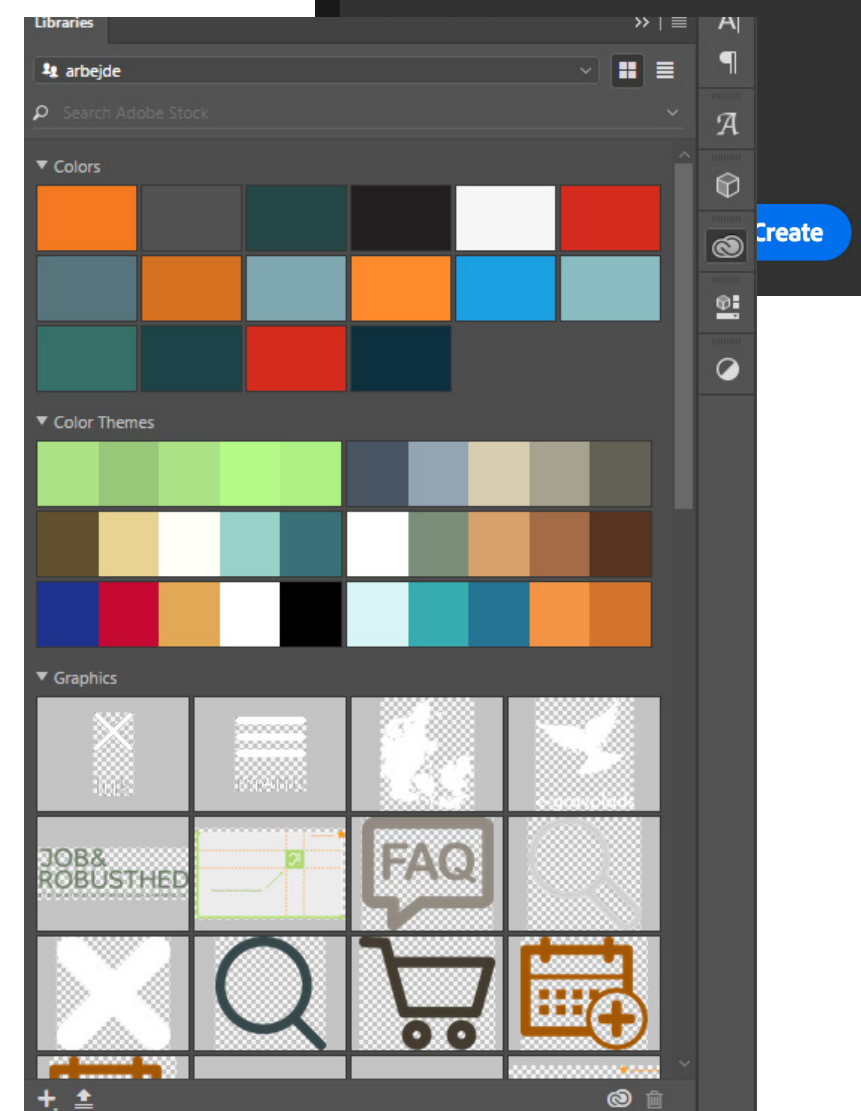 Libraries
A|
arbejde
Search Adobe Stock
Colors
Create
Color Themes
Graphics
JOB&
ROBUSTHED
FAQ